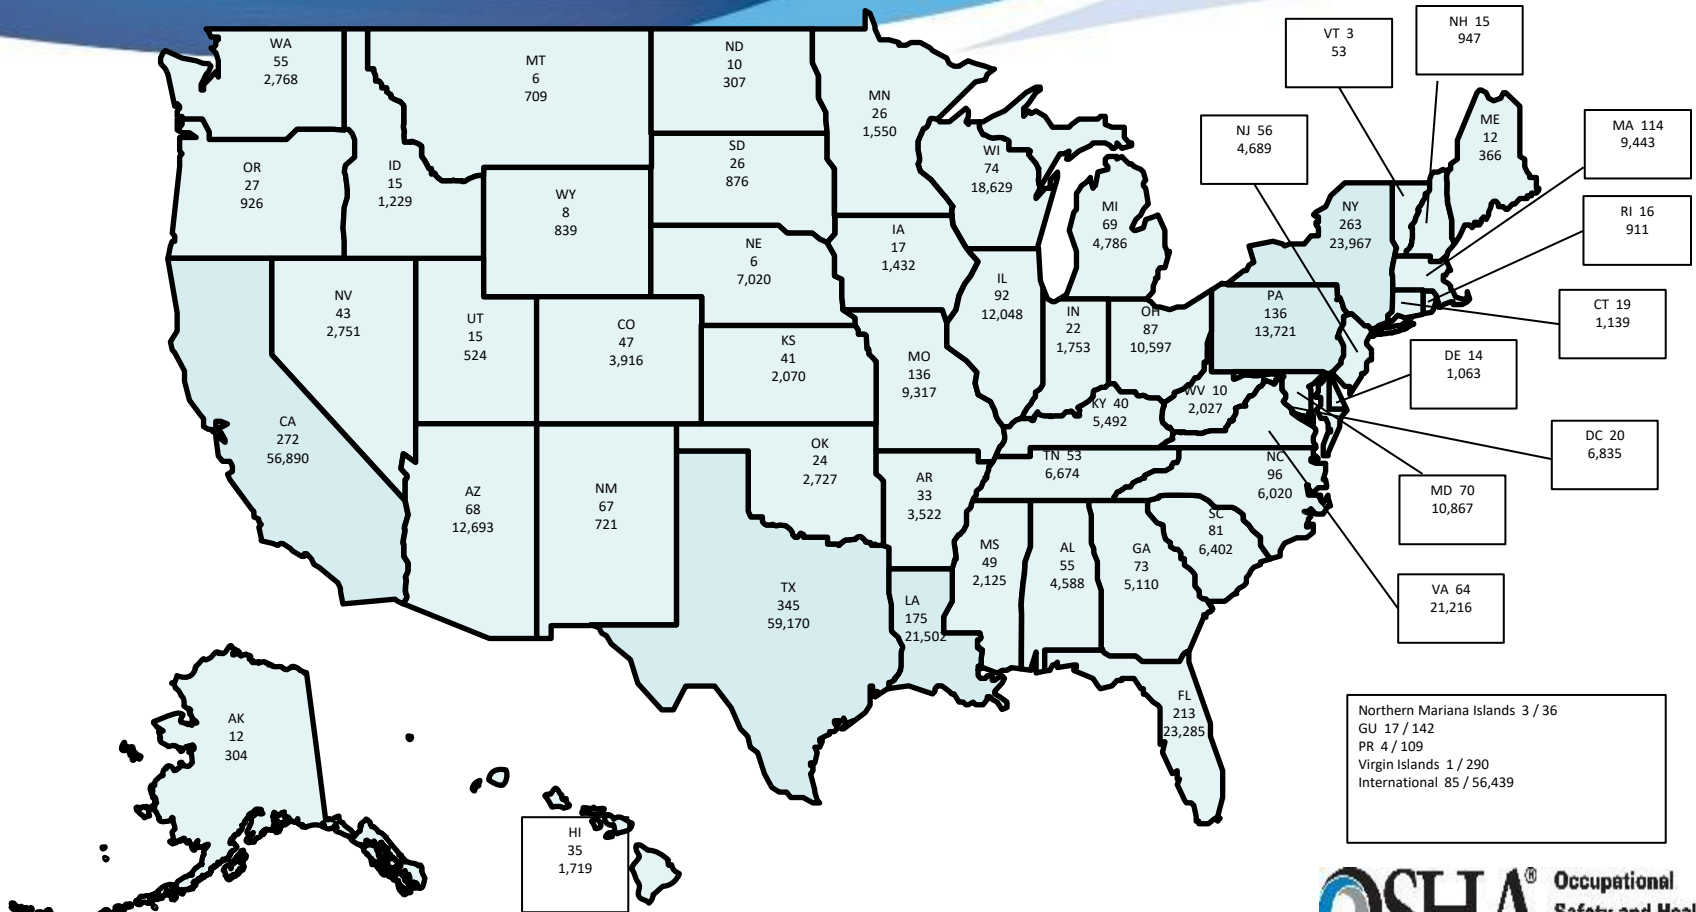 WA
55
2,768
MT
6
709
ND
10
307
MN
26
1,550
VT 3
53
NH 15
947
ME
12
366
MA 114
9,443
NJ 56
4,689
OR
27
926
ID
15
1,229
WY
8
839
SD
26
876
WI
74
18,629
MI
69
4,786
NY
263
23,967
RI 16
911
NE
6
7,020
IA
17
1,432
IL
92
12,048
IN
22
1,753
OH
87
10,597
PA
136
13,721
CT 19
1,139
NV
43
2,751
UT
15
524
CO
47
3,916
KS
41
2,070
MO
136
9,317
DE 14
1,063
KY 40
5,492
WV 10
2,027
DC 20
6,835
CA
272
56,890
AZ
68
12,693
NM
67
721
OK
24
2,727
AR
33
3,522
TN 53
6,674
NC
96
6,020
MD 70
10,867
SC
81
6,402
MS
49
2,125
AL
55
4,588
GA
73
5,110
VA 64
21,216
TX
345
59,170
LA
175
21,502
FL
213
23,285
AK
12
304
HI
35
1,719
Northern Mariana Islands 3 / 36
GU 17 / 142
PR 4 / 109
Virgin Islands 1 / 290
International 85 / 56,439
OSHA®
Occupational
Safety and Heal